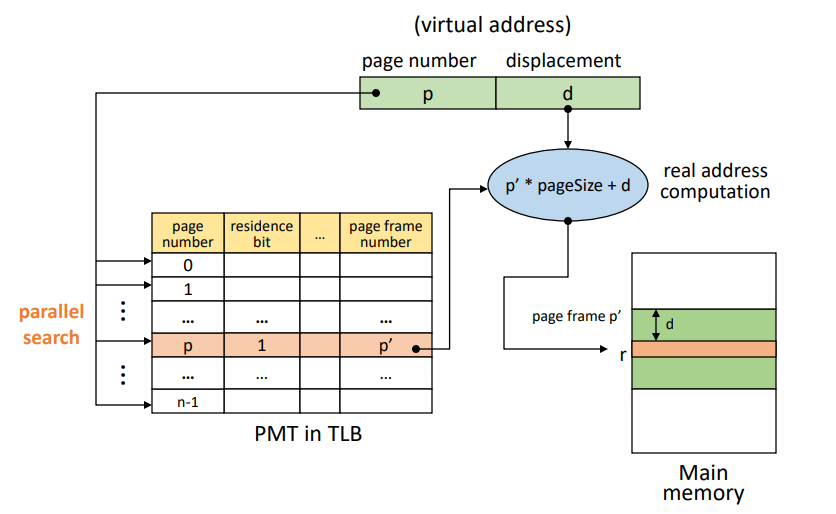 (virtual address)
page number displacement
p d
p’ * pageSize + d
real address
computation
page number residence bit ... page frame number
0
1
... ... ...
p 1 p’
... ... ...
n-1
parallel
search
⋮
⋮
PMT in TLB
page frame p’
d
r
Main
memory